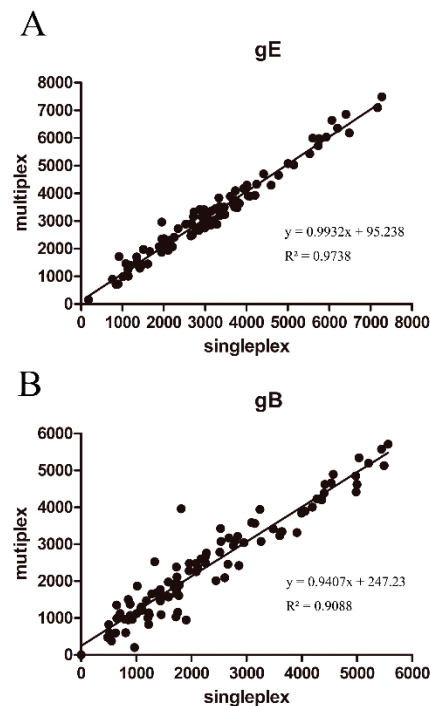 A
gE
multiplex
8000
7000
6000
5000
4000
3000
2000
1000
0
y = 0.9932x + 95.238
R² = 0.9738
0 1000 2000 3000 4000 5000 6000 7000 8000
singleplex
B
gB
mutiplex
6000
5000
4000
3000
2000
1000
0
y = 0.9407x + 247.23
R² = 0.9088
0 1000 2000 3000 4000 5000 6000
singleplex